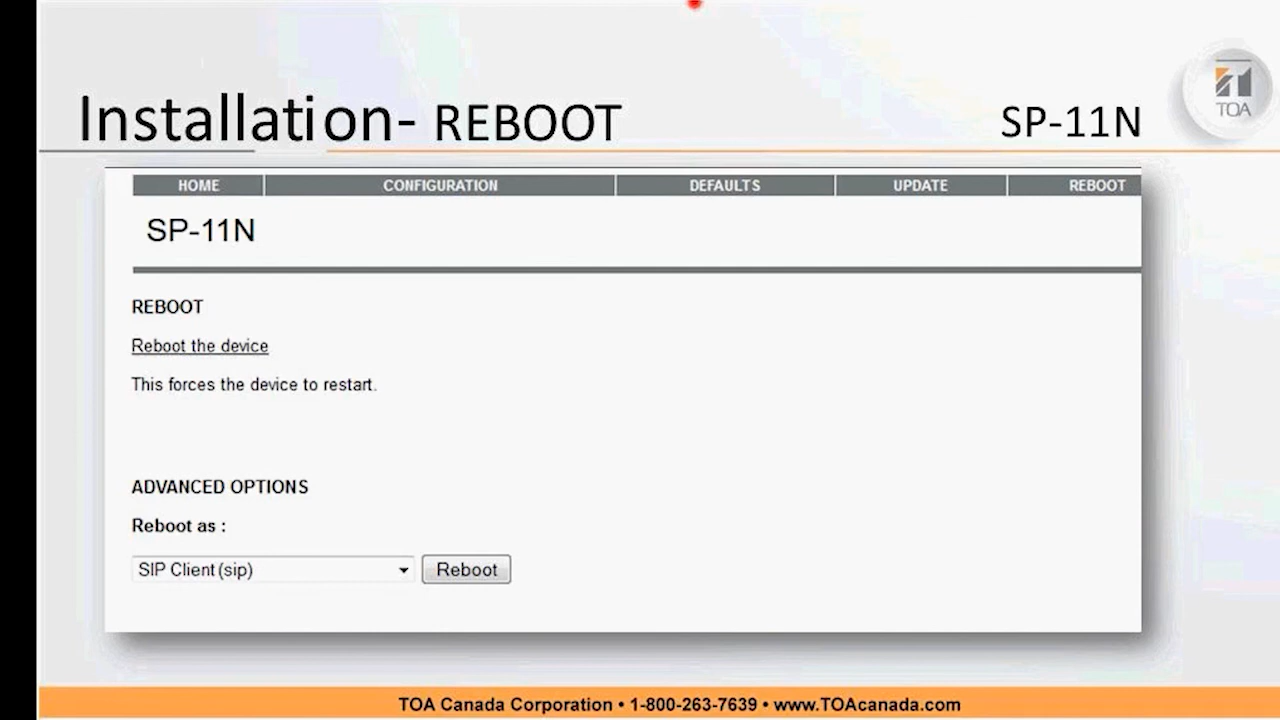 Installation- REBOOT
SP-11N
TOA
HOME CONFIGURATION DEFAULTS UPDATE REBOOT
SP-11N
REBOOT
Reboot the device
This forces the device to restart.
ADVANCED OPTIONS
Reboot as :
SIP Client (sip) Reboot
TOA Canada Corporation • 1-800-263-7639 • www.TOAcanada.com